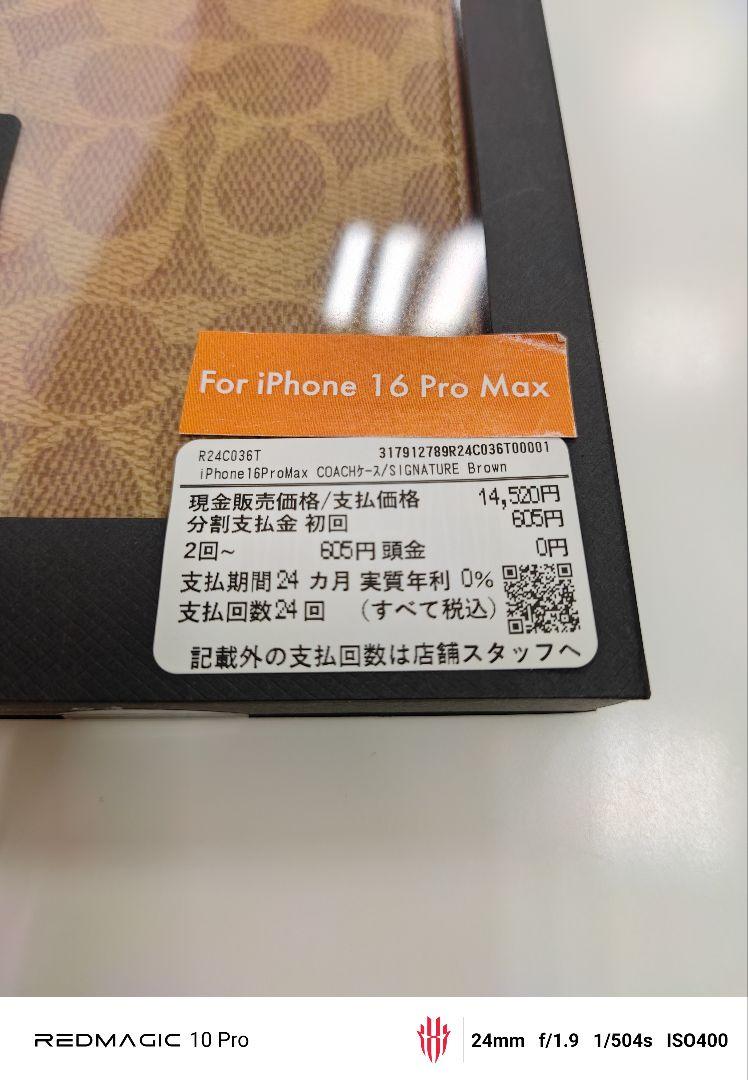 For iPhone 16 Pro Max
R24C036T 317912789R24C036T00001
iPhone16ProMax COACHｹｰｽ/SIGNATURE Brown
現金販売価格/支払価格 14,520円
分割支払金 初回 605円
2回~ 605円 頭金 0円
支払期間 24 カ月 実質年利 0%
支払回数 24 回 (すべて税込)
記載外の支払回数は店舗スタッフへ
REDMAGIC 10 Pro
24mm f/1.9 1/504s ISO400